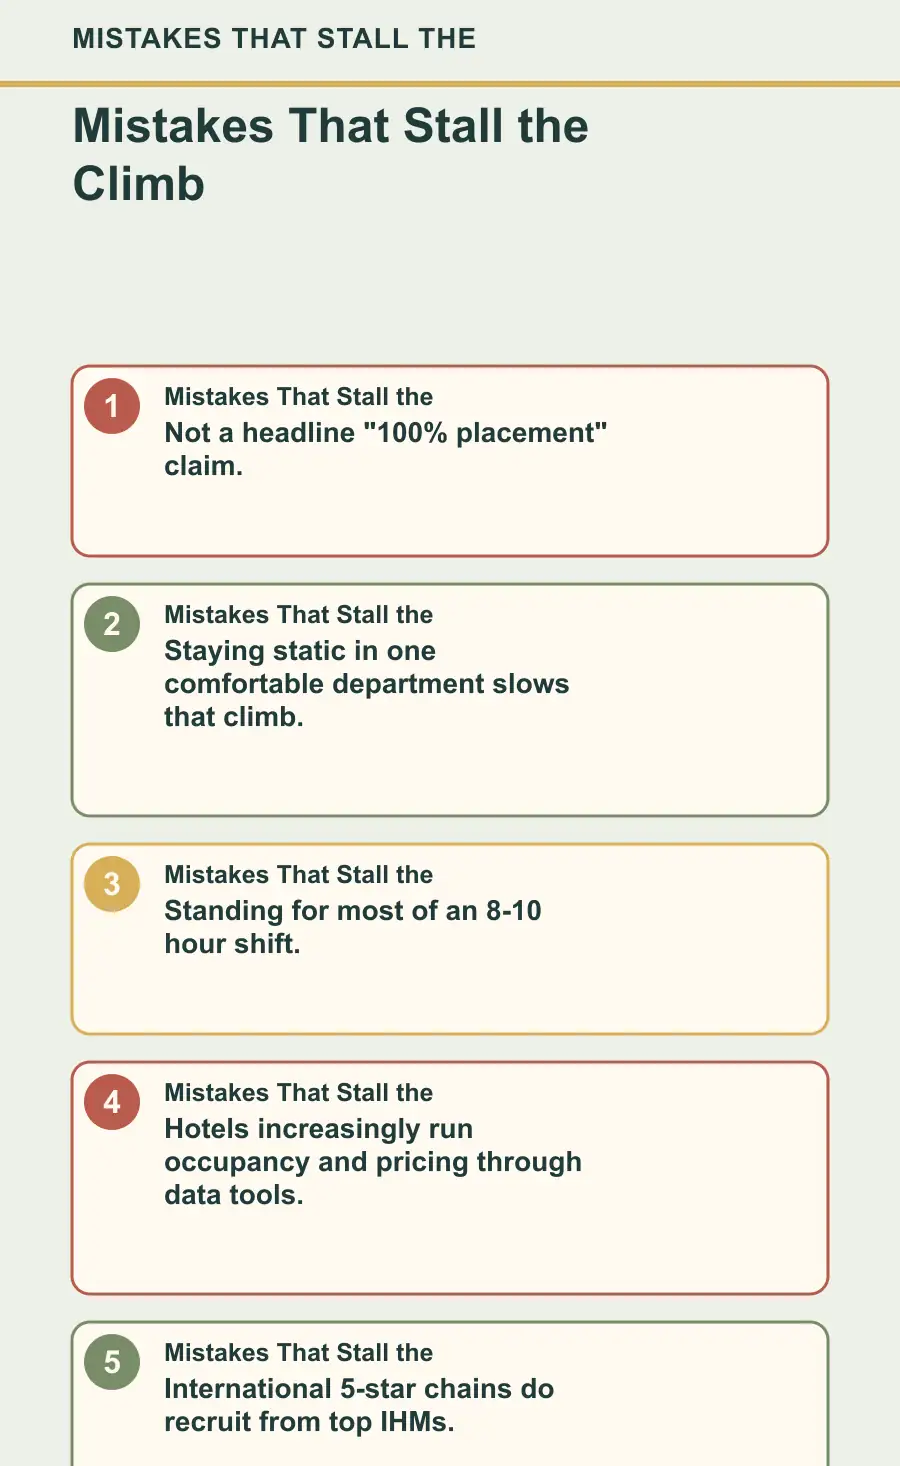 MISTAKES THAT STALL THE
Mistakes That Stall the
Climb
1
Mistakes That Stall the
Not a headline "100% placement"
claim.
2
Mistakes That Stall the
Staying static in one
comfortable department slows
that climb.
3
Mistakes That Stall the
Standing for most of an 8-10
hour shift.
4
Mistakes That Stall the
Hotels increasingly run
occupancy and pricing through
data tools.
5
Mistakes That Stall the
International 5-star chains do
recruit from top IHMs.